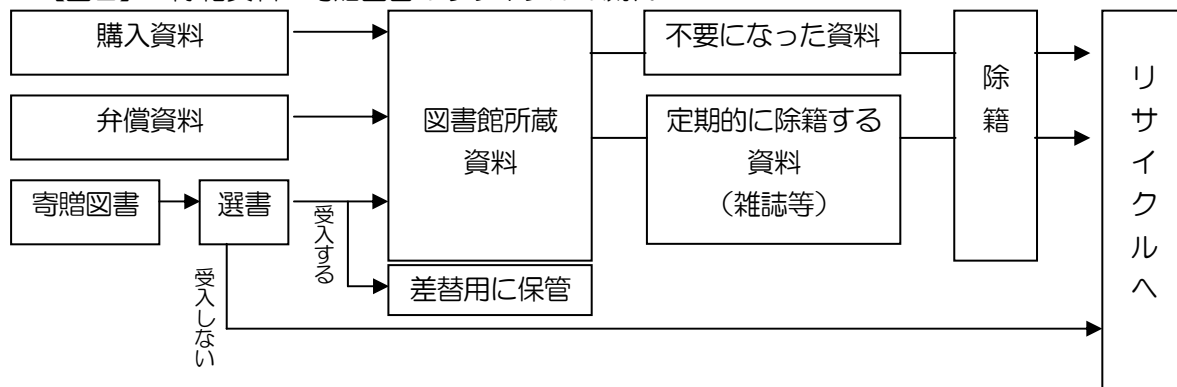 購入資料
弁償資料
寄贈図書
選書
受入する
受入しない
図書館所蔵
資料
差替用に保管
不要になった資料
定期的に除籍する
資料
（雑誌等）
除籍
リサイクルへ